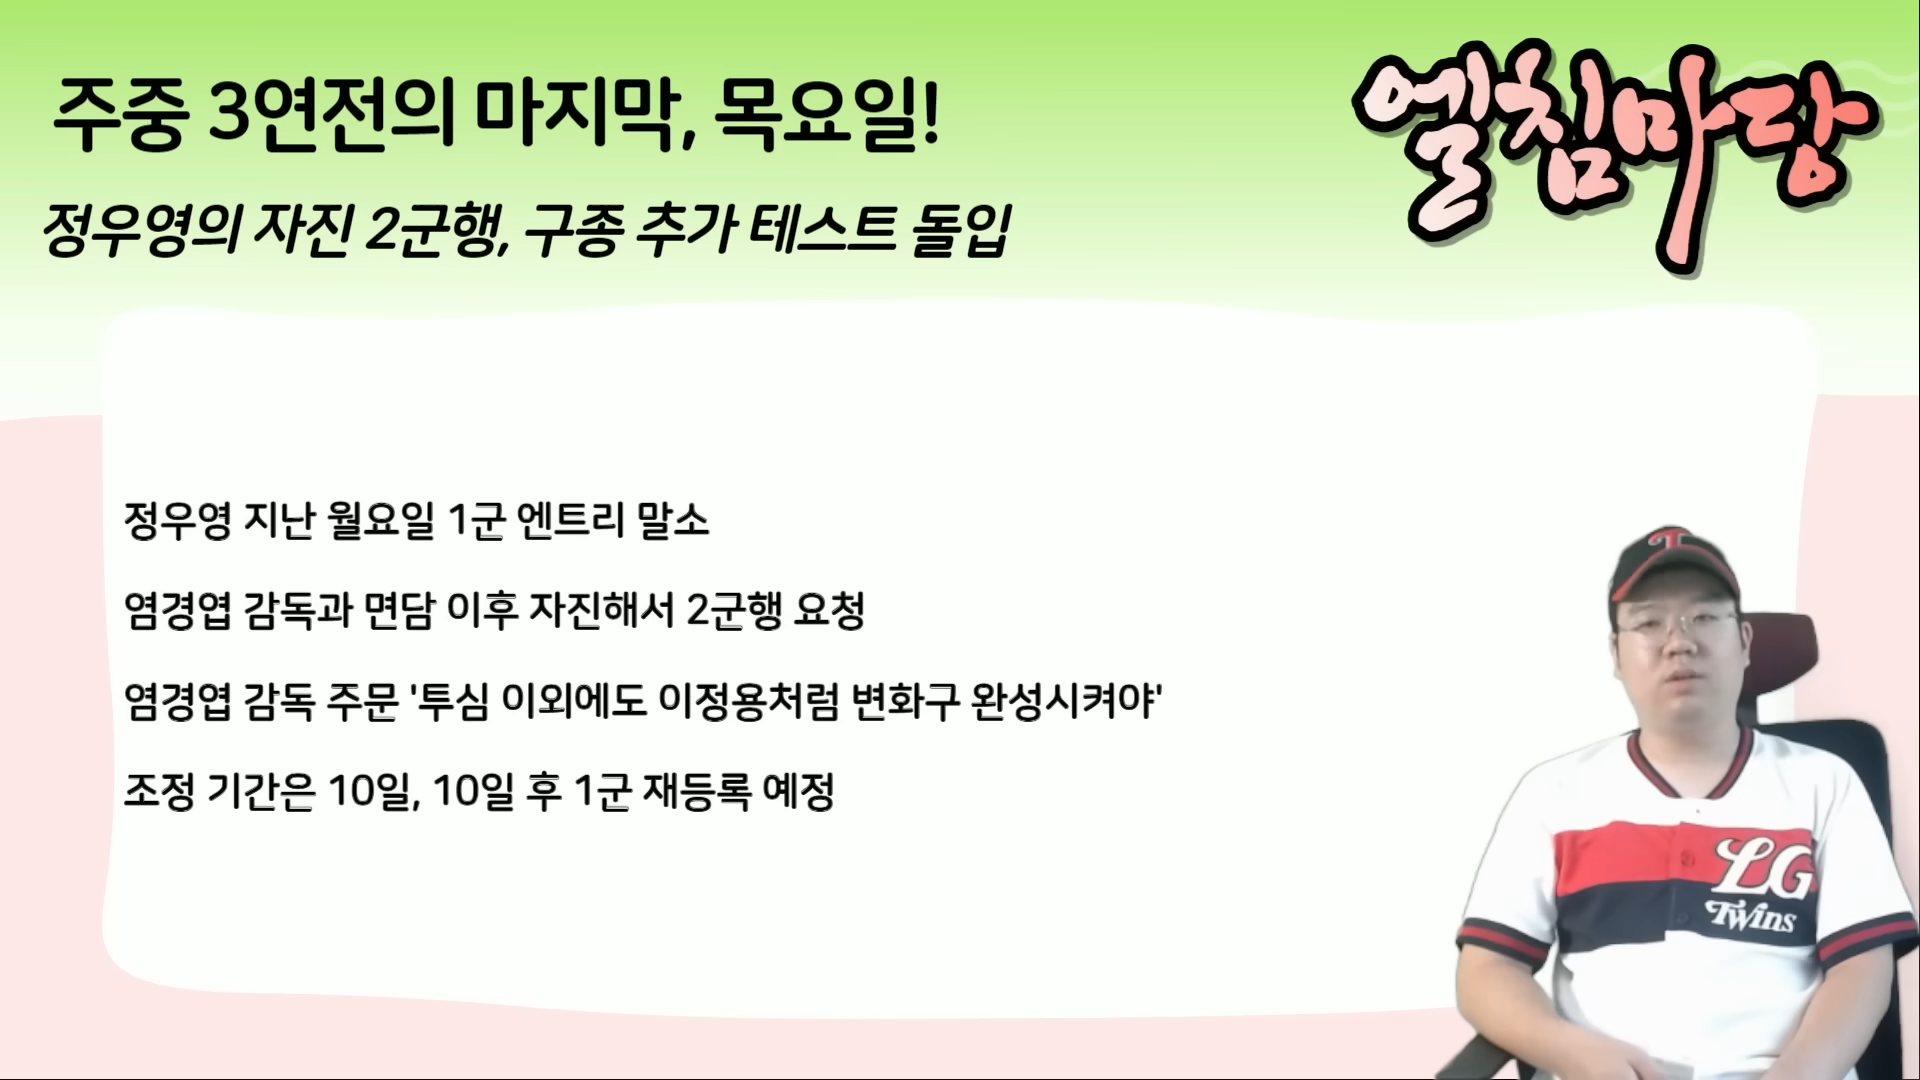 주중 3연전의 마지막, 목요일!
엘침마당
정우영의 자진 2군행, 구종 추가 테스트 돌입
정우영 지난 월요일 1군 엔트리 말소
염경엽 감독과 면담 이후 자진해서 2군행 요청
염경엽 감독 주문 '투심 이외에도 이정용처럼 변화구 완성시켜야'
조정 기간은 10일, 10일 후 1군 재등록 예정
T
LG
Twins